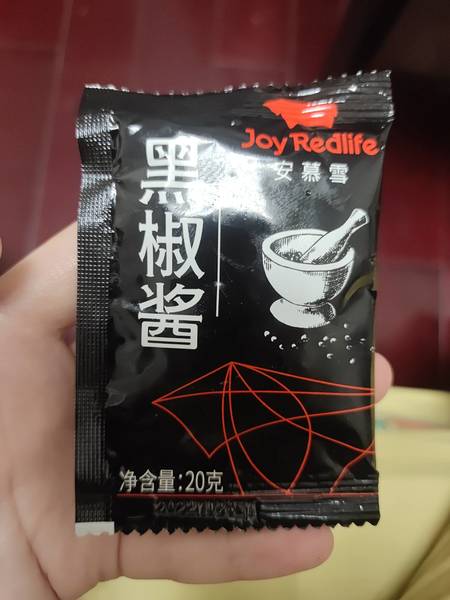 Joy Redlife
安慕雪
黑椒酱
净含量:20克